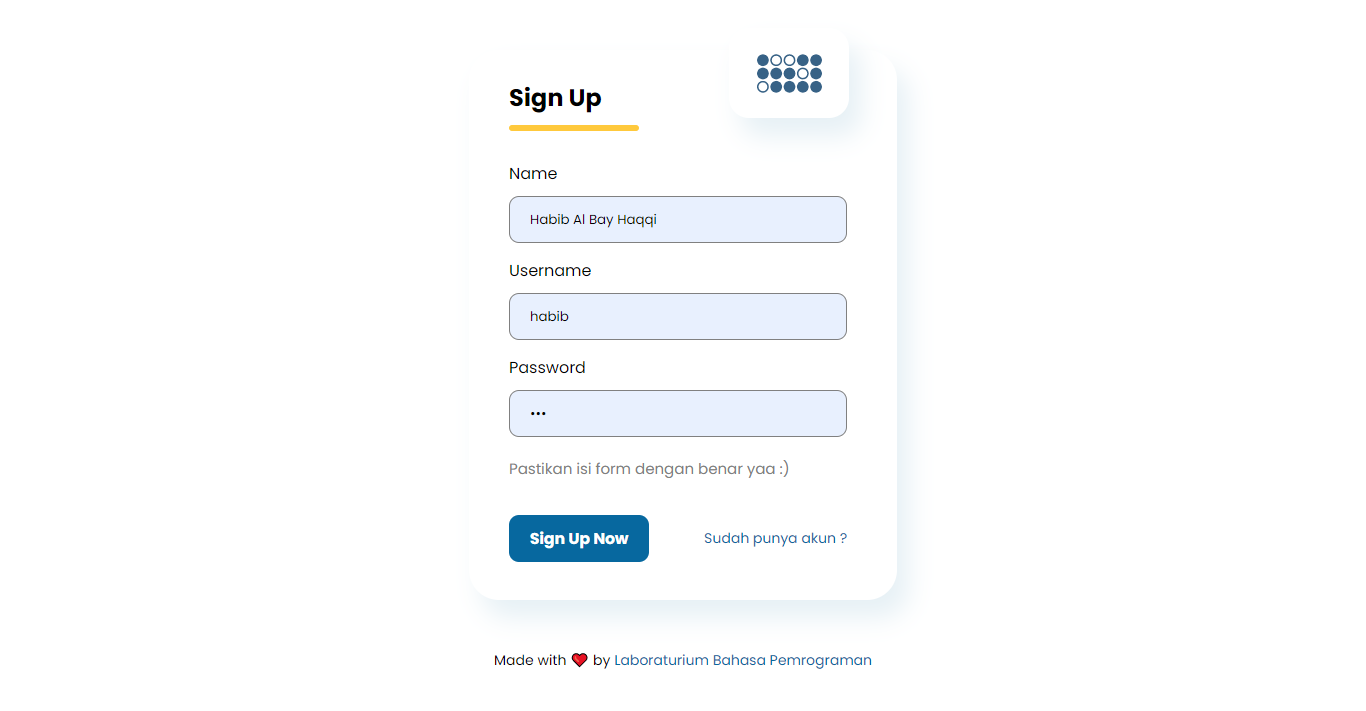 Sign Up
Name
Habib Al Bay Haqqi
Username
habib
Password
•••
Pastikan isi form dengan benar yaa :)
Sign Up Now
Sudah punya akun ?
Made with ❤ by Laboraturium Bahasa Pemrograman